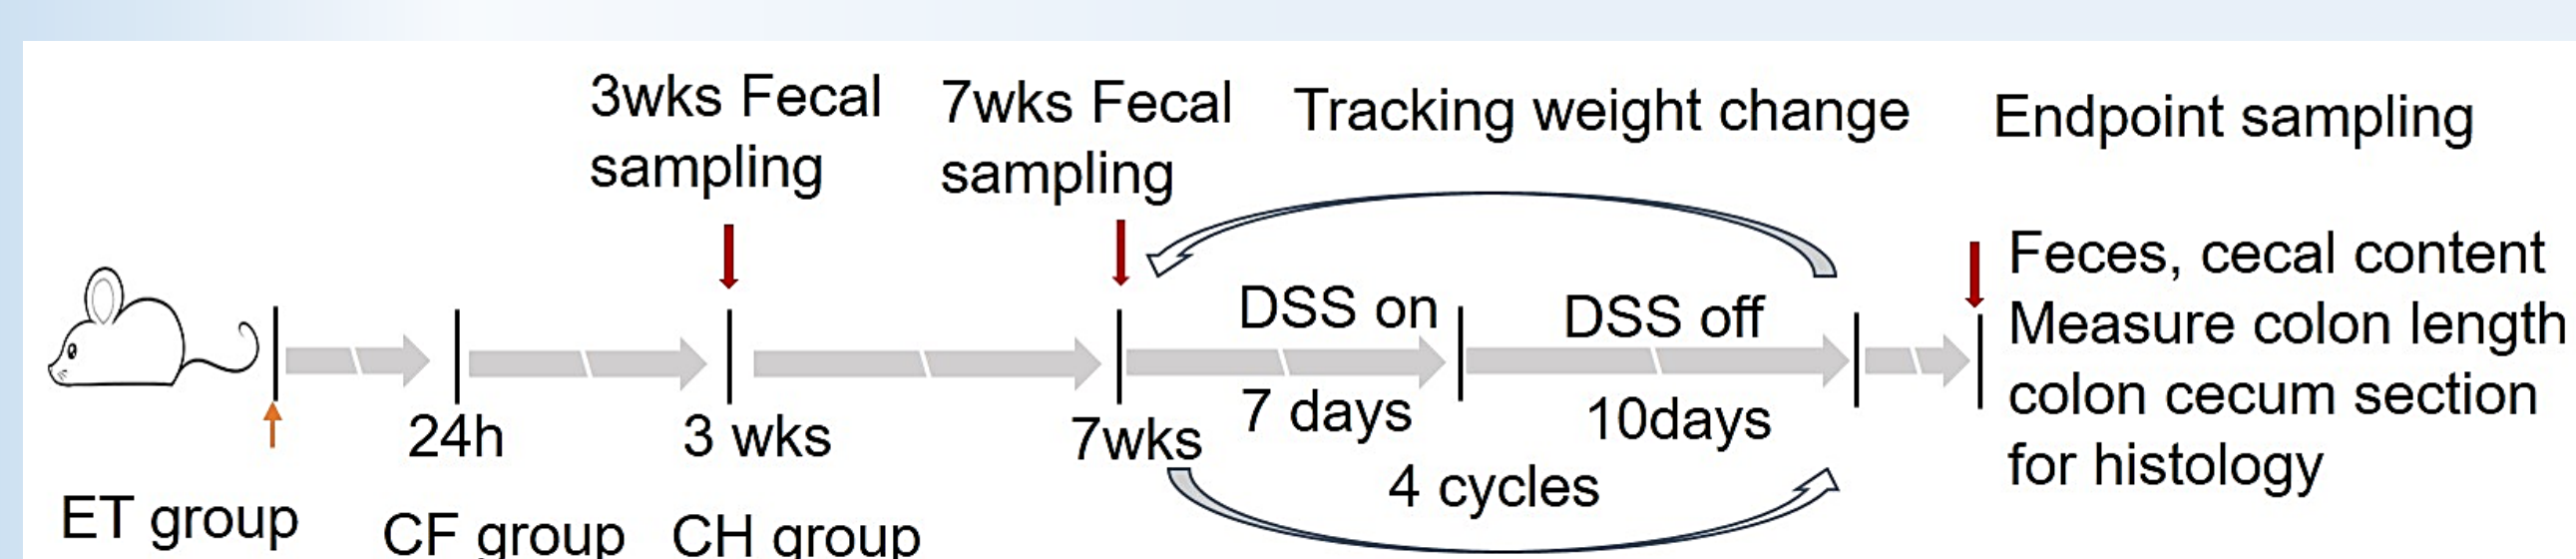 3wks Fecal
sampling
7wks Fecal
sampling
Tracking weight change
Endpoint sampling
DSS on
DSS off
Feces, cecal content
Measure colon length
colon cecum section
for histology
24h
3 wks
7wks
7 days
10days
4 cycles
ET group
CF group
CH group